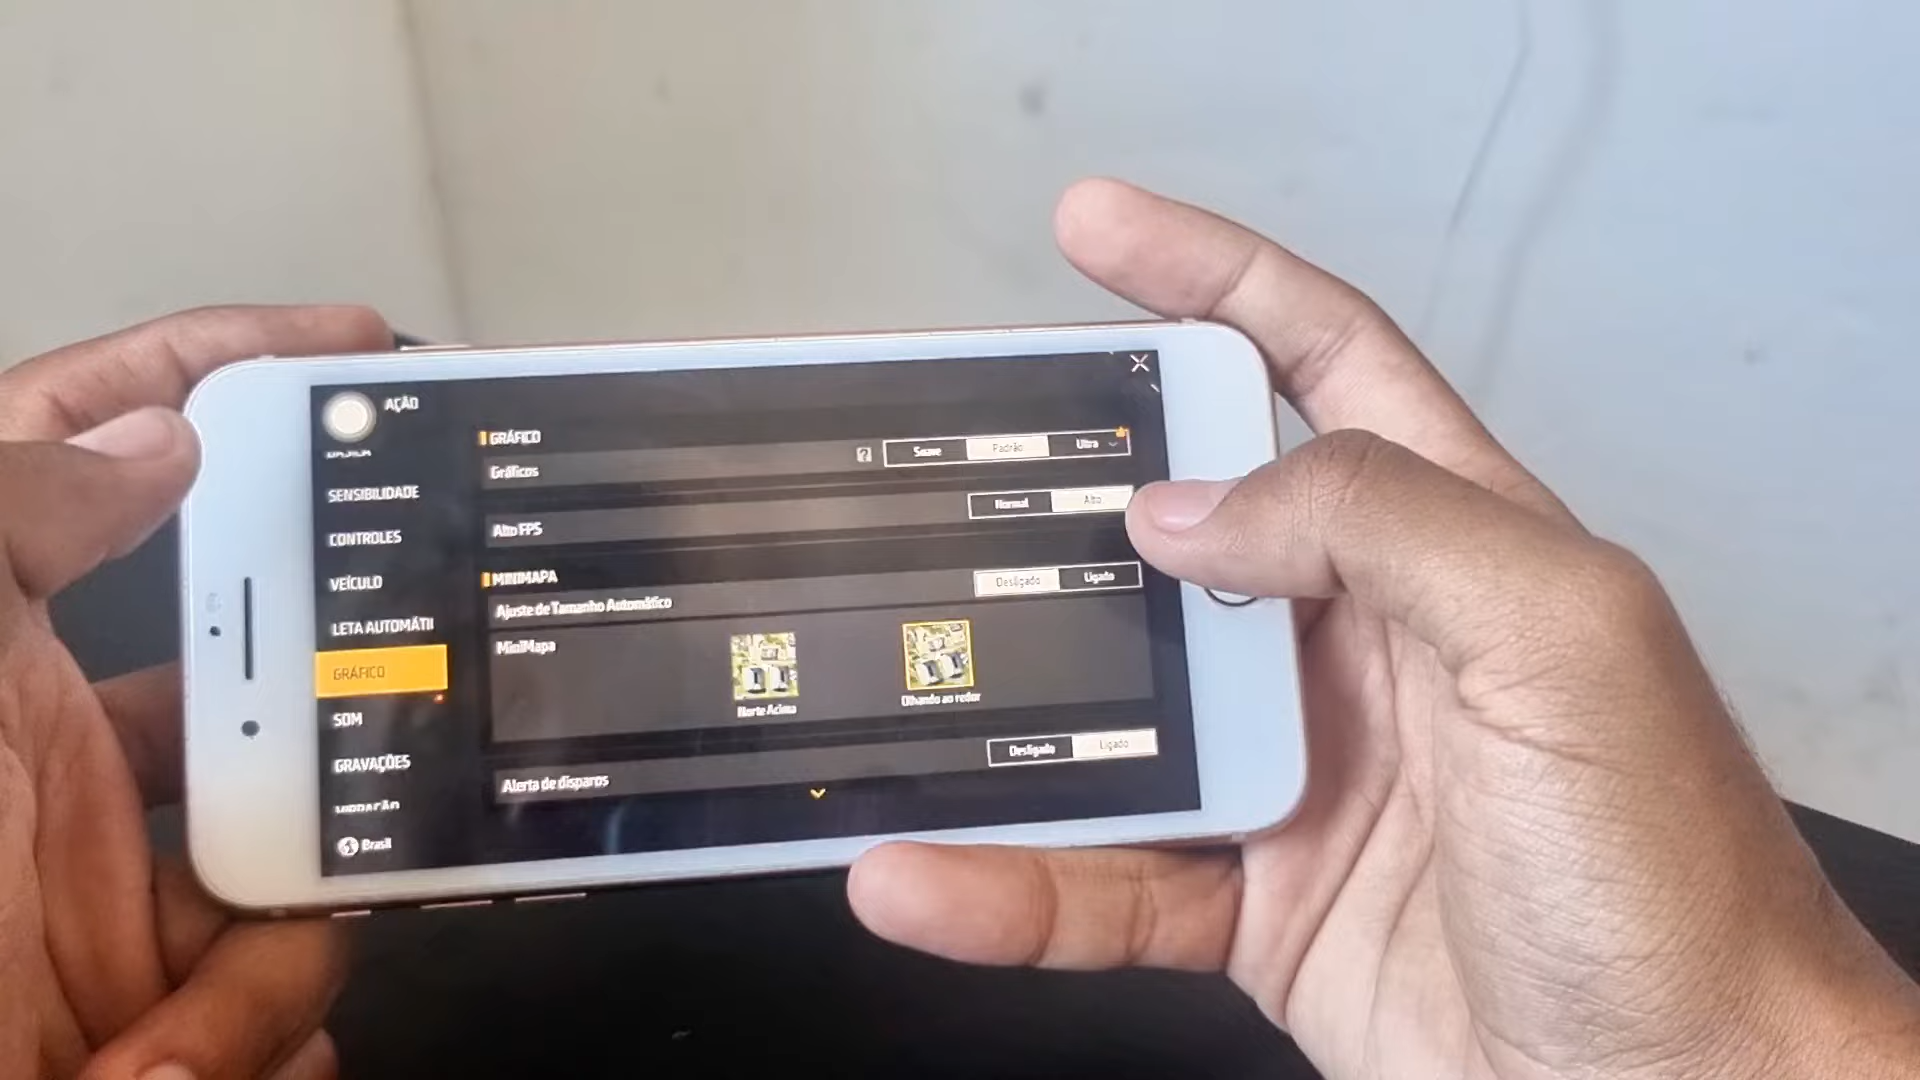 AÇÃO
SENSIBILIDADE
CONTROLES
VEÍCULO
LETA AUTOMÁTI
GRÁFICO
SOM
GRAVAÇÕES
Brasil
GRÁFICO
Gráficos
?
Suave
Padrão
Ultra
Alto FPS
Normal
Alto
MINIMAPA
Ajuste de Tamanho Automático
Desligado
Ligado
MiniMapa
Norte Acima
Olhando ao redor
Alerta de disparos
Desligado
Ligado